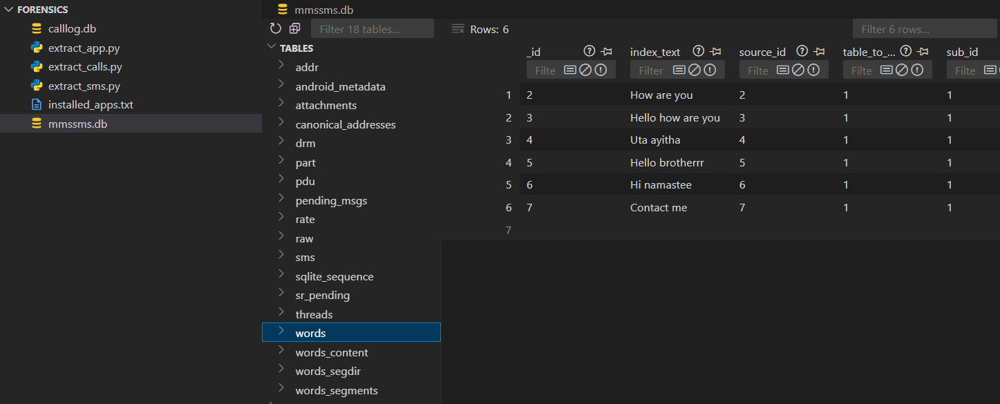 FORENSICS
calllog.db
extract_app.py
extract_calls.py
extract_sms.py
installed_apps.txt
mmssms.db
mmssms.db
Filter 18 tables...
TABLES
addr
android_metadata
attachments
canonical_addresses
drm
part
pdu
pending_msgs
rate
raw
sms
sqlite_sequence
sr_pending
threads
words
words_content
words_segdir
words_segments
Rows: 6
Filter 6 rows...
_id index_text source_id table_to_... sub_id
Filte Filter Filte Filte Filte
1 2 How are you 2 1 1
2 3 Hello how are you 3 1 1
3 4 Uta ayitha 4 1 1
4 5 Hello brotherrr 5 1 1
5 6 Hi namastee 6 1 1
6 7 Contact me 7 1 1
7